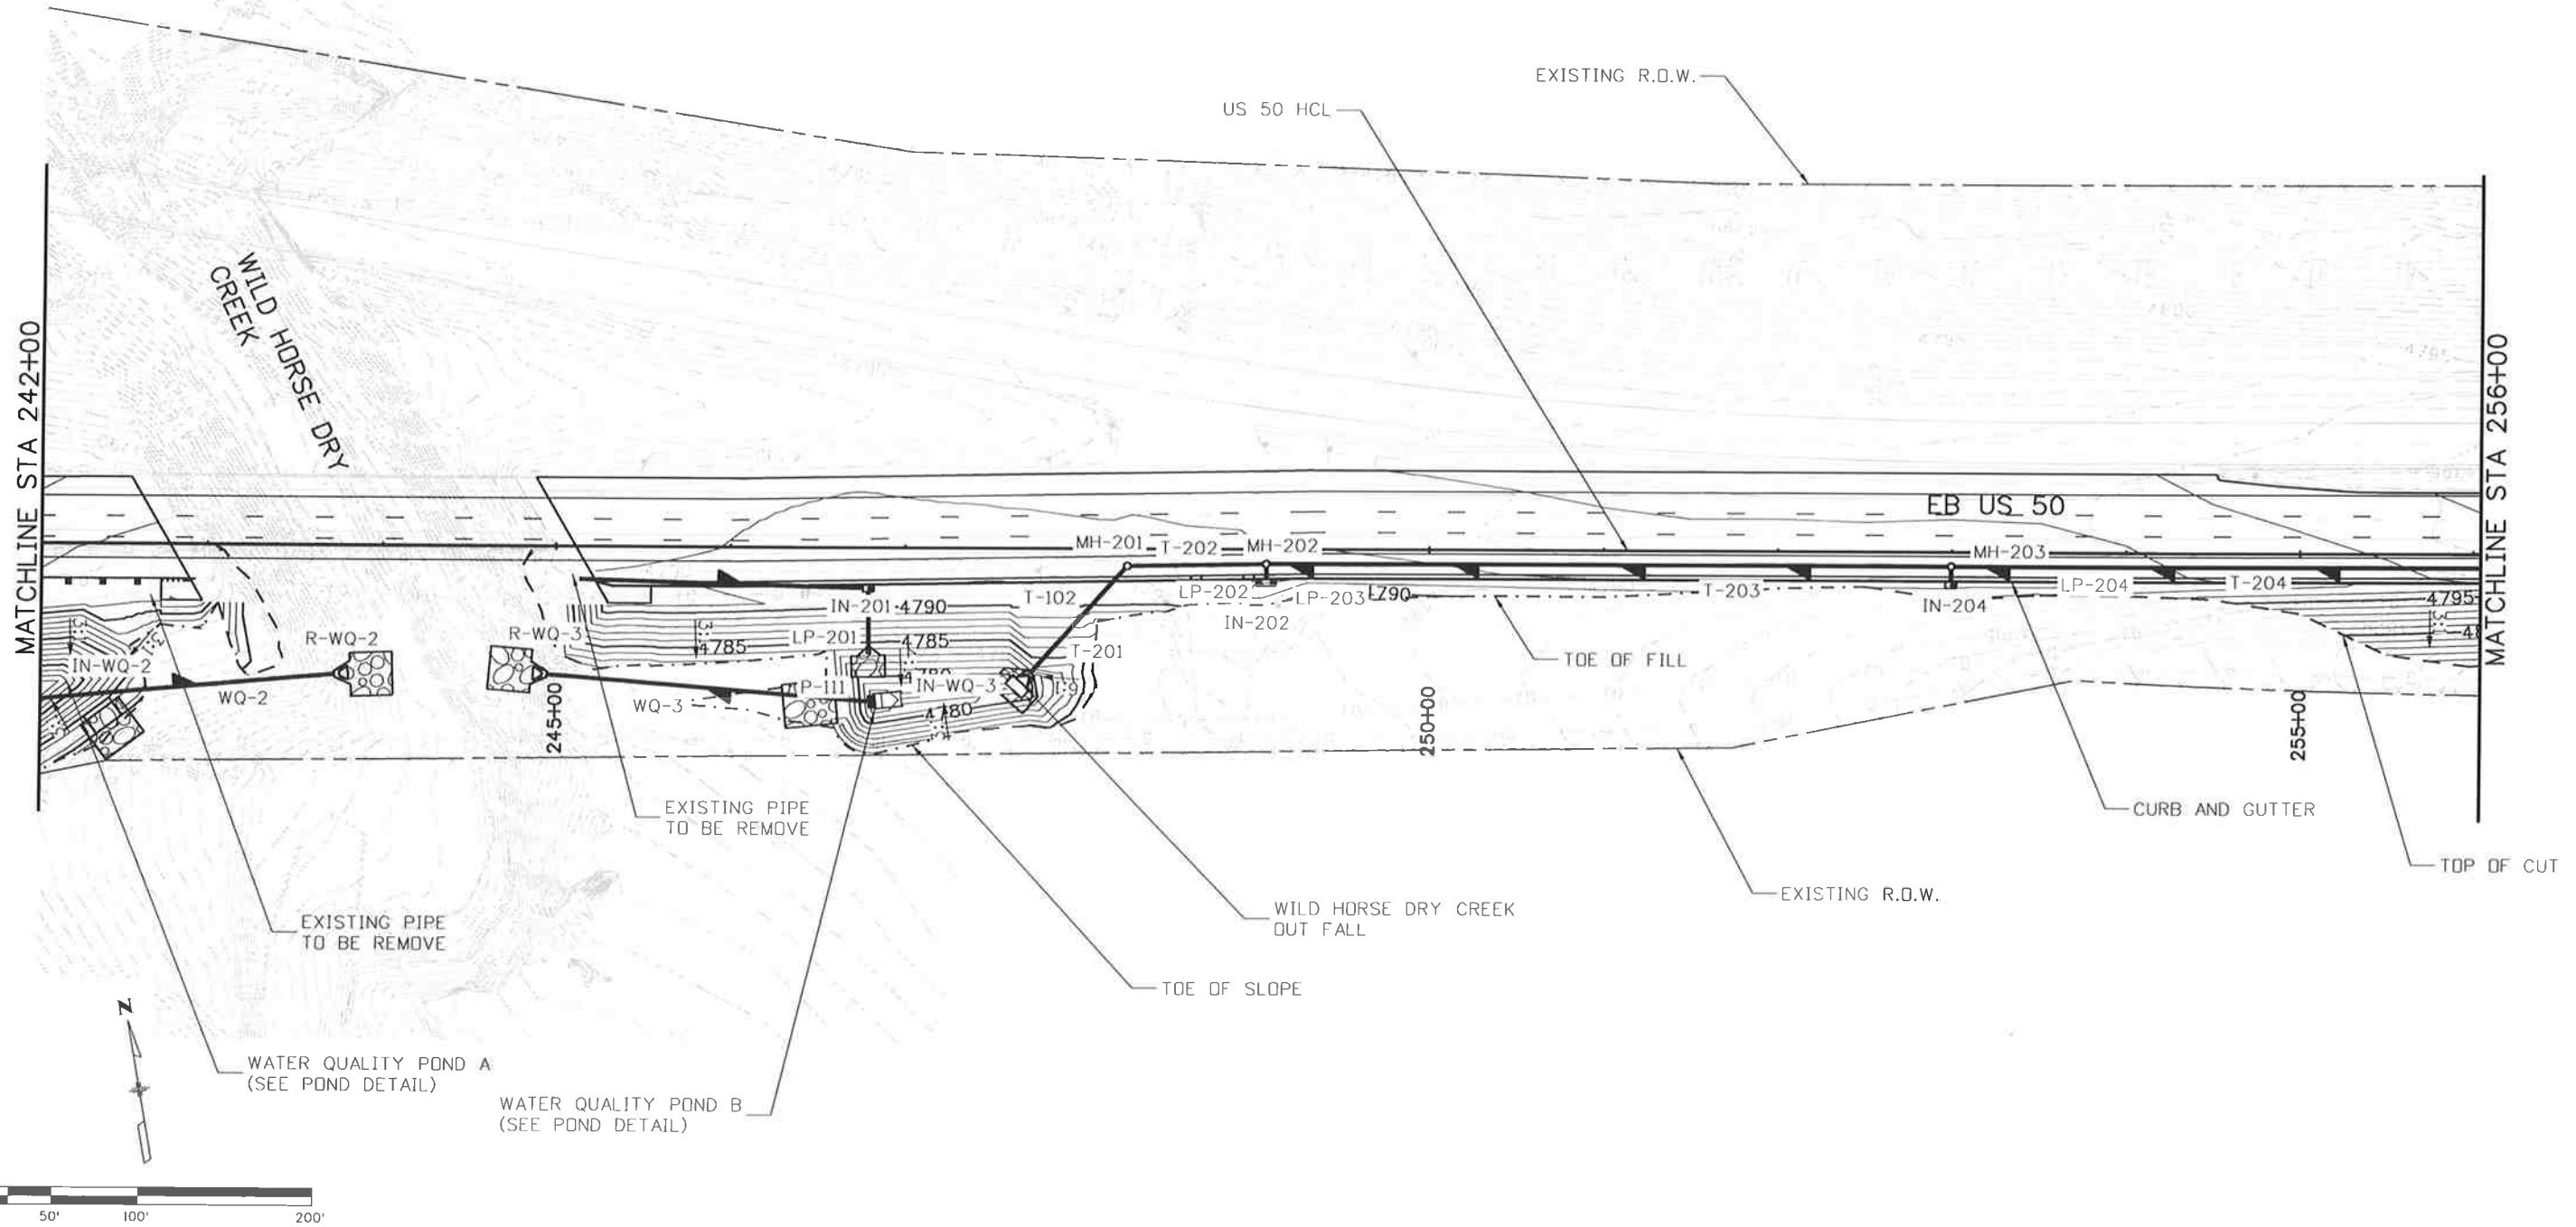 EXISTING R.O.W.
US 50 HCL
WILD HORSE DRY
CREEK
MATCHLINE STA 242+00
MATCHLINE STA 256+00
EB US 50
MH-201
T-202
MH-202
MH-203
IN-201
4790
T-102
LP-202
LP-203
4790
T-203
LP-204
T-204
IN-202
IN-204
4795
R-WQ-2
R-WQ-3
LP-201
4785
4785
T-201
3:1
IN-WQ-2
WQ-2
WQ-3
P-111
IN-WQ-3
4780
4780
TOE OF FILL
245+00
250+00
255+00
EXISTING PIPE
TO BE REMOVE
CURB AND GUTTER
TOP OF CUT
EXISTING R.O.W.
EXISTING PIPE
TO BE REMOVE
WILD HORSE DRY CREEK
OUT FALL
TOE OF SLOPE
N
WATER QUALITY POND A
(SEE POND DETAIL)
WATER QUALITY POND B
(SEE POND DETAIL)
50'
100'
200'